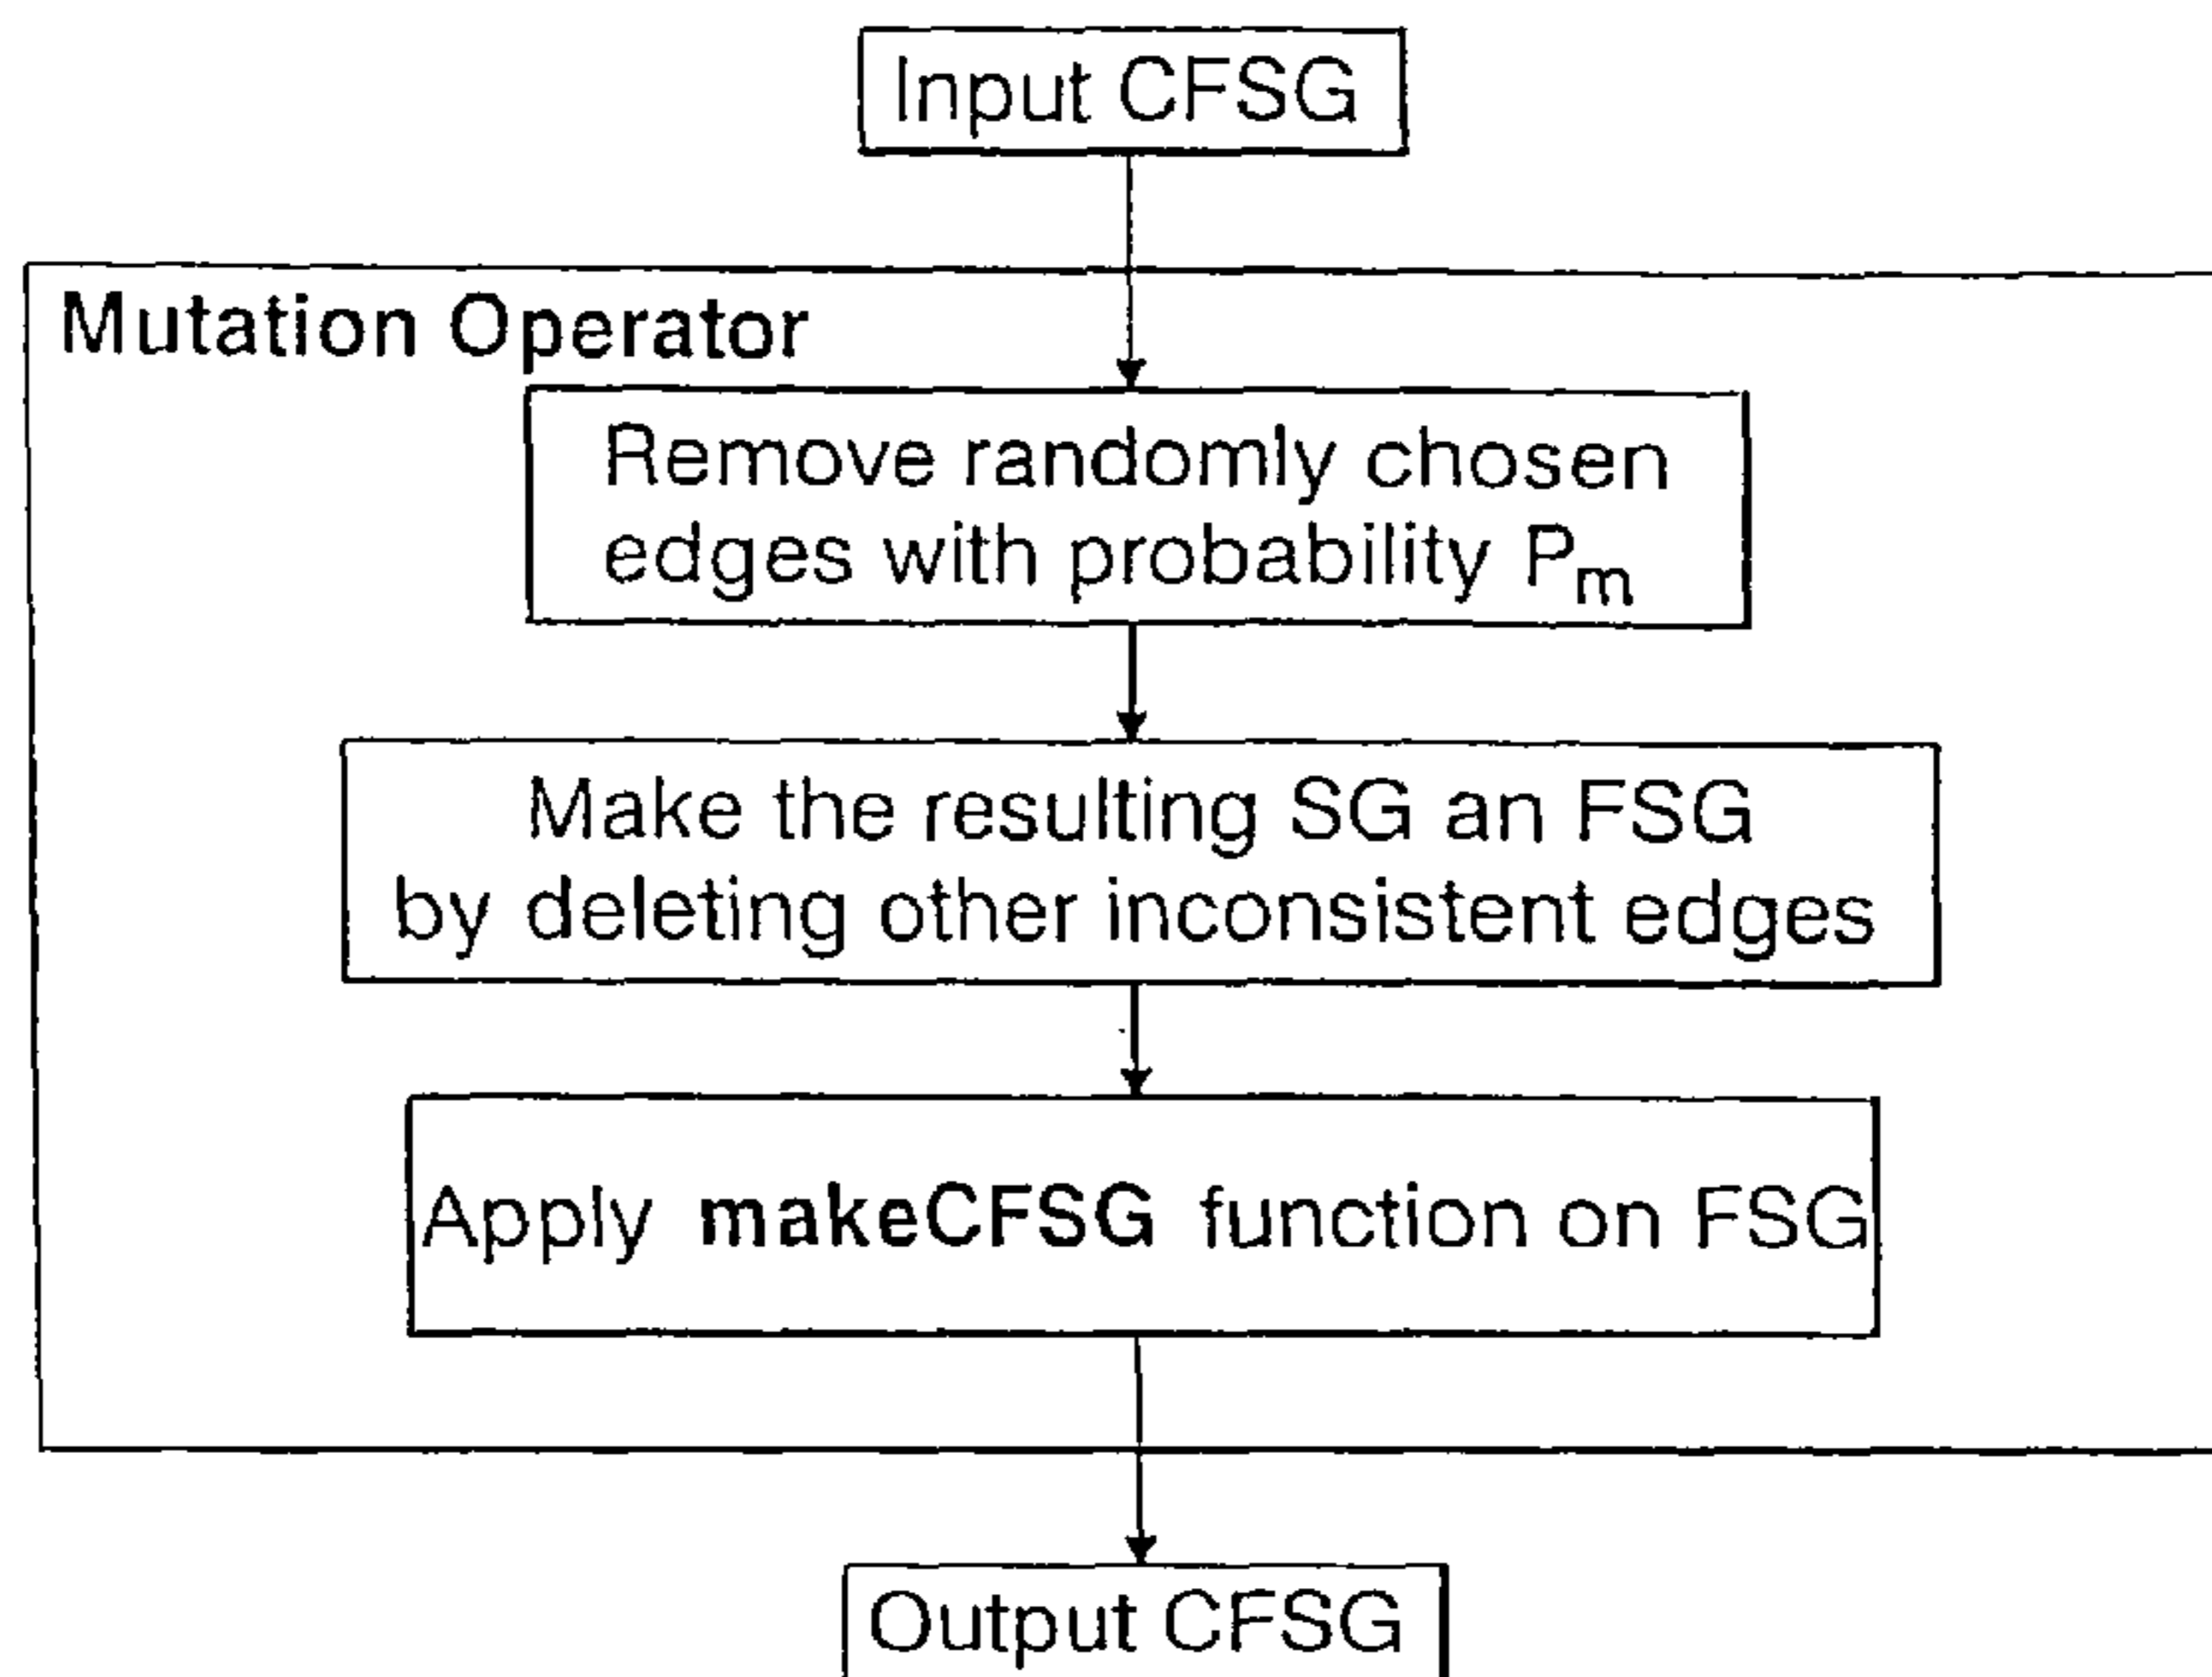 Input CFSG
Mutation Operator
Remove randomly chosen
edges with probability Pm
Make the resulting SG an FSG
by deleting other inconsistent edges
Apply makeCFSG function on FSG
Output CFSG